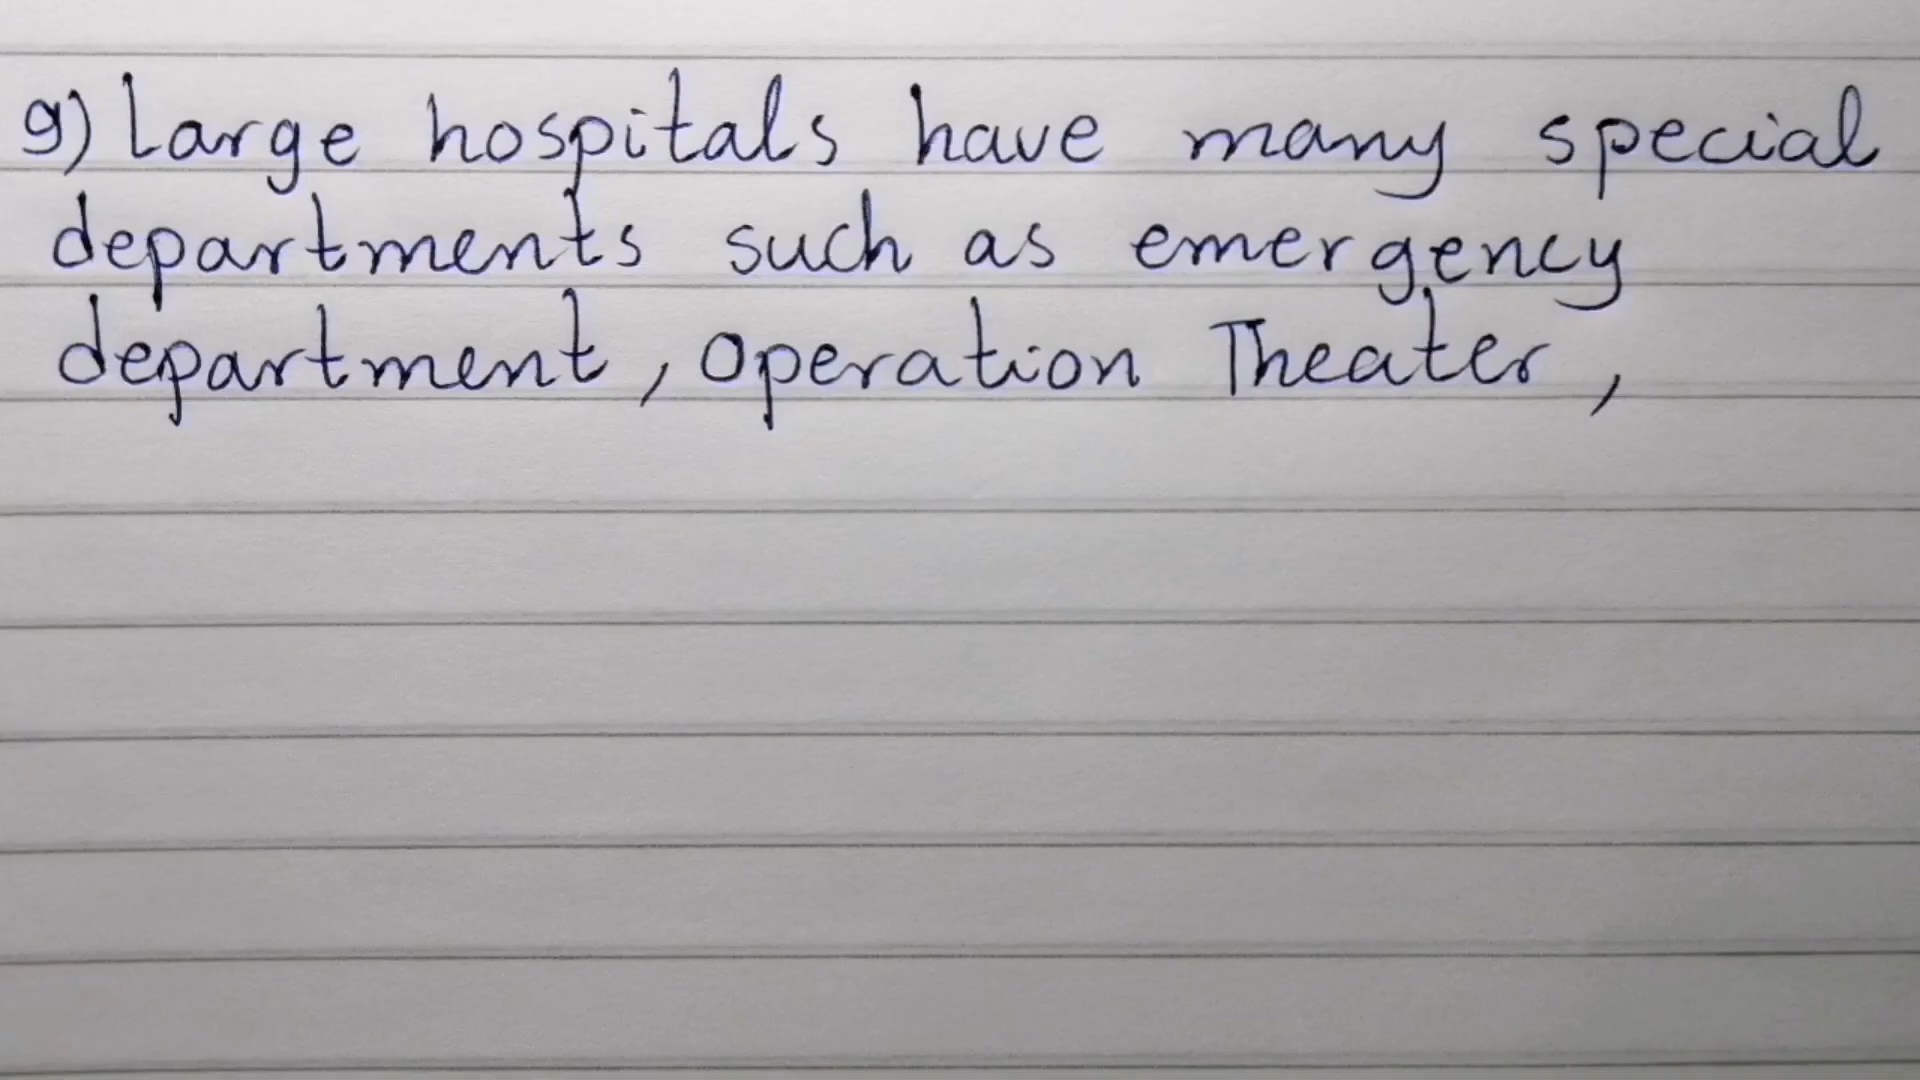 9) Large hospitals have many special
departments such as emergency
department, Operation Theater,